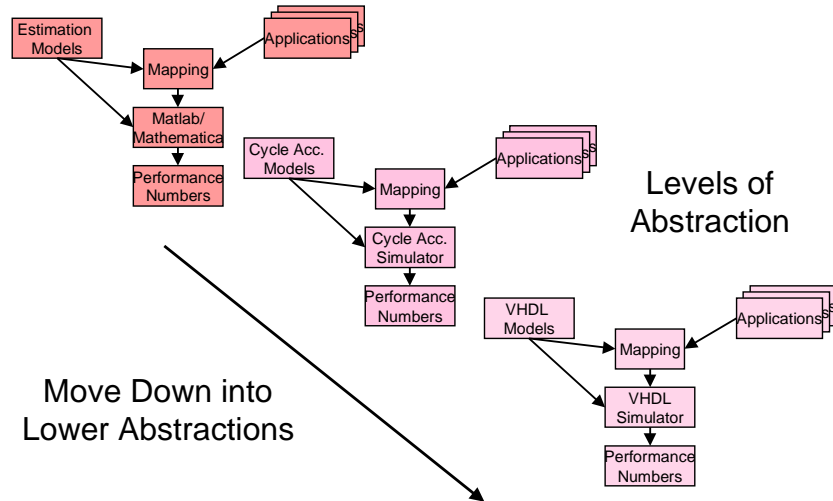 Estimation
Models
Applications
s
Mapping
Matlab/
Mathematica
Performance
Numbers
Cycle Acc.
Models
Applications
s
Mapping
Cycle Acc.
Simulator
Performance
Numbers
Levels of
Abstraction
VHDL
Models
Applications
s
Mapping
VHDL
Simulator
Performance
Numbers
Move Down into
Lower Abstractions